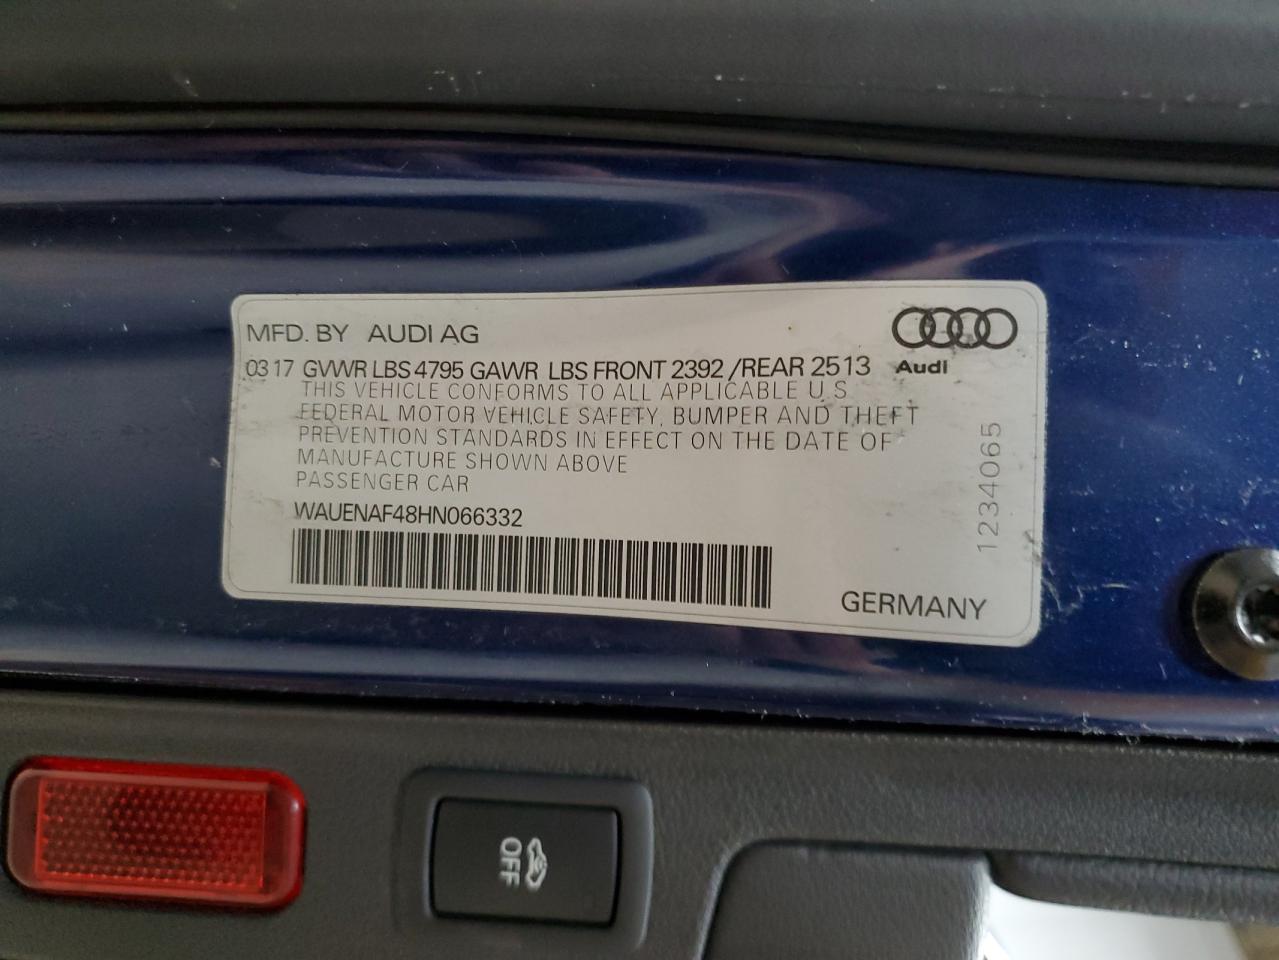 MFD. BY AUDI AG
03 17 GVWR LBS 4795 GAWR LBS FRONT 2392 /REAR 2513
Audi
THIS VEHICLE CONFORMS TO ALL APPLICABLE U S
FEDERAL MOTOR VEHICLE SAFETY, BUMPER AND THEFT
PREVENTION STANDARDS IN EFFECT ON THE DATE OF
MANUFACTURE SHOWN ABOVE
PASSENGER CAR
WAUENAF48HN066332
1234065
GERMANY
OFF